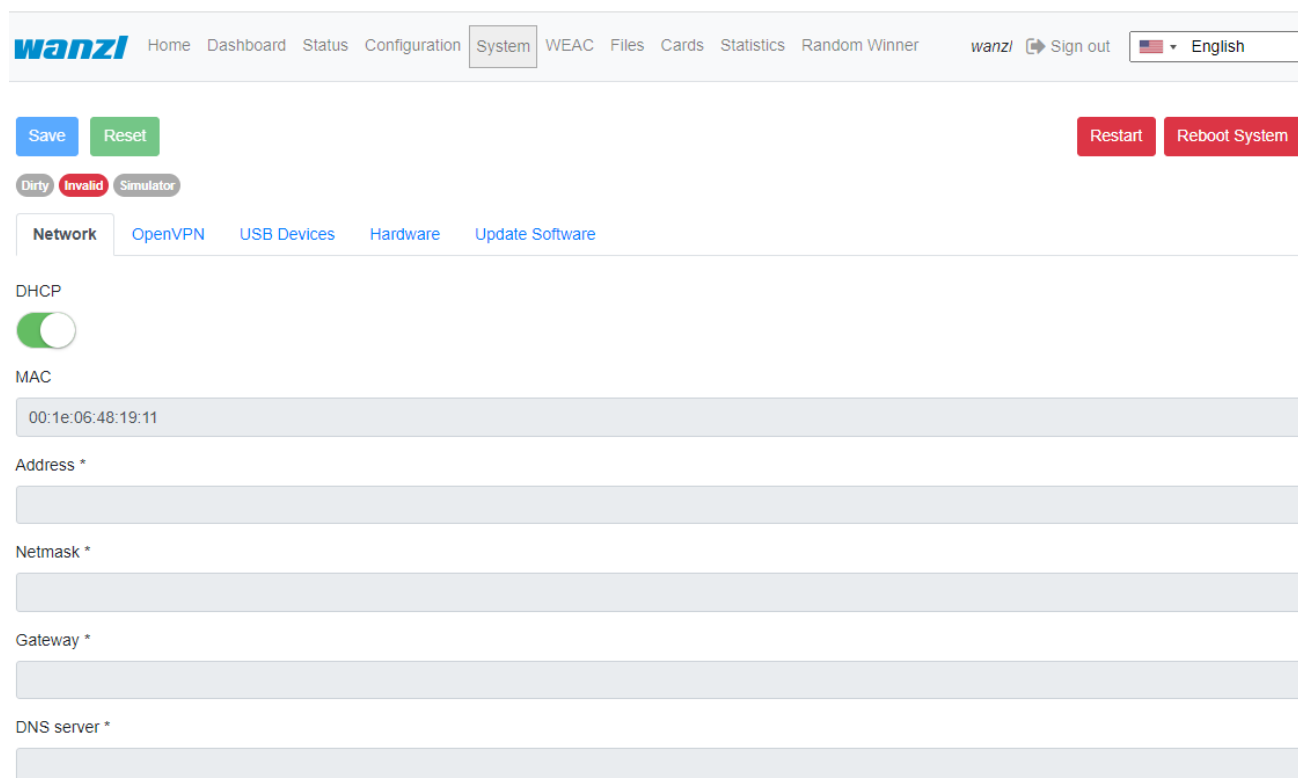 wanzl Home Dashboard Status Configuration System WEAC Files Cards Statistics Random Winner wanzl Sign out English
Save Reset Restart Reboot System
Dirty Invalid Simulator
Network OpenVPN USB Devices Hardware Update Software
DHCP
MAC
00:1e:06:48:19:11
Address *
Netmask *
Gateway *
DNS server *